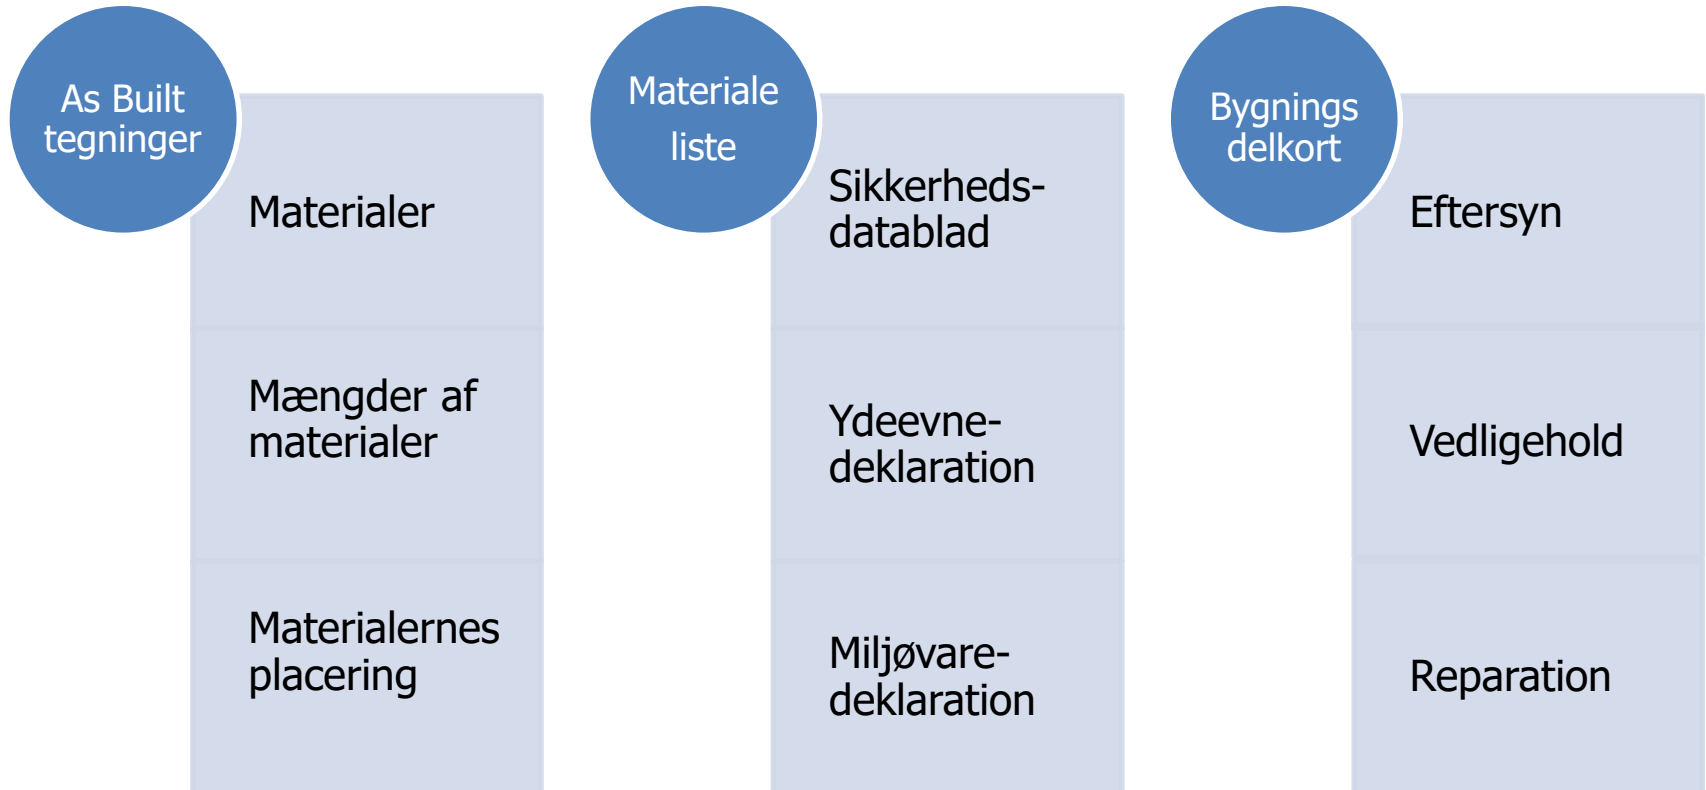 As Built
tegninger
Materialer
Mængder af
materialer
Materialernes
placering
Materiale
liste
Sikkerheds-
datablad
Ydeevne-
deklaration
Miljøvare-
deklaration
Bygnings
delkort
Eftersyn
Vedligehold
Reparation